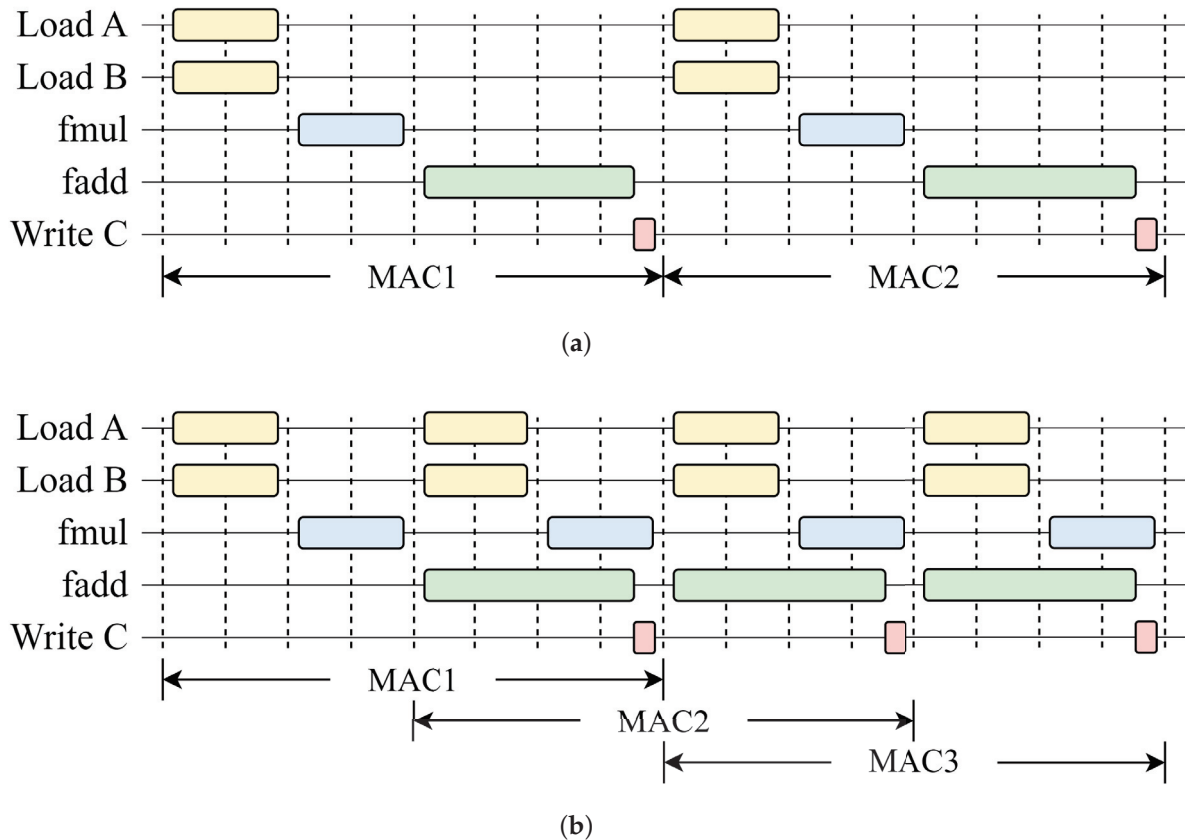 Load A
Load B
fmul
fadd
Write C
MAC1 MAC2
(a)
Load A
Load B
fmul
fadd
Write C
MAC1
MAC2
MAC3
(b)